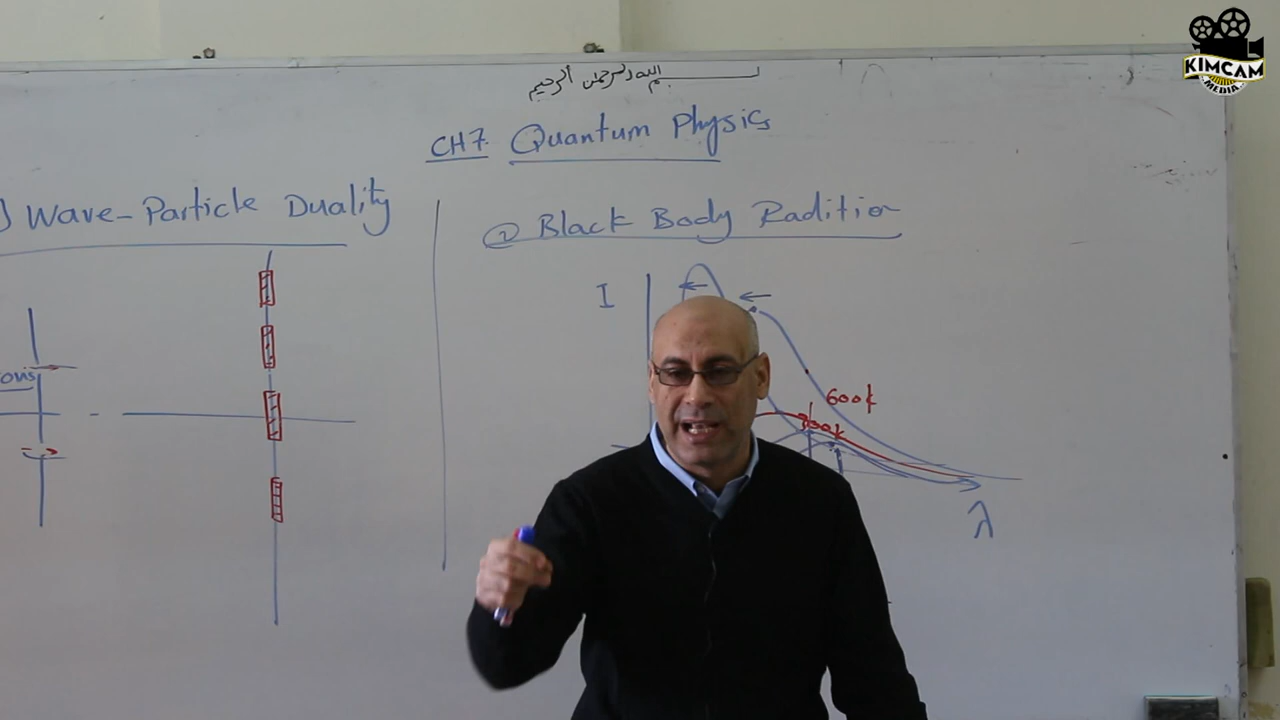 KIMCAM
MEDIA
بسم الله الرحمن الرحيم
CH7. Quantum Physics
) Wave-Particle Duality
② Black Body Radition
I
600k
λ